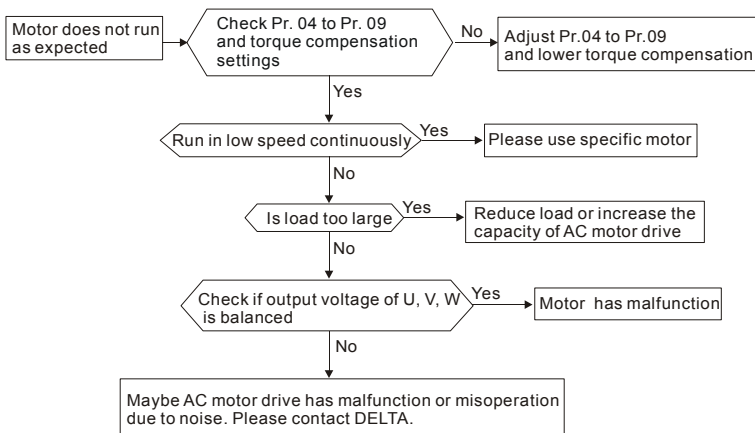 Motor does not run
as expected
Check Pr. 04 to Pr. 09
and torque compensation
settings
No
Adjust Pr.04 to Pr.09
and lower torque compensation
Yes
Run in low speed continuously
Yes
Please use specific motor
No
Is load too large
Yes
Reduce load or increase the
capacity of AC motor drive
No
Check if output voltage of U, V, W
is balanced
Yes
Motor has malfunction
No
Maybe AC motor drive has malfunction or misoperation
due to noise. Please contact DELTA.